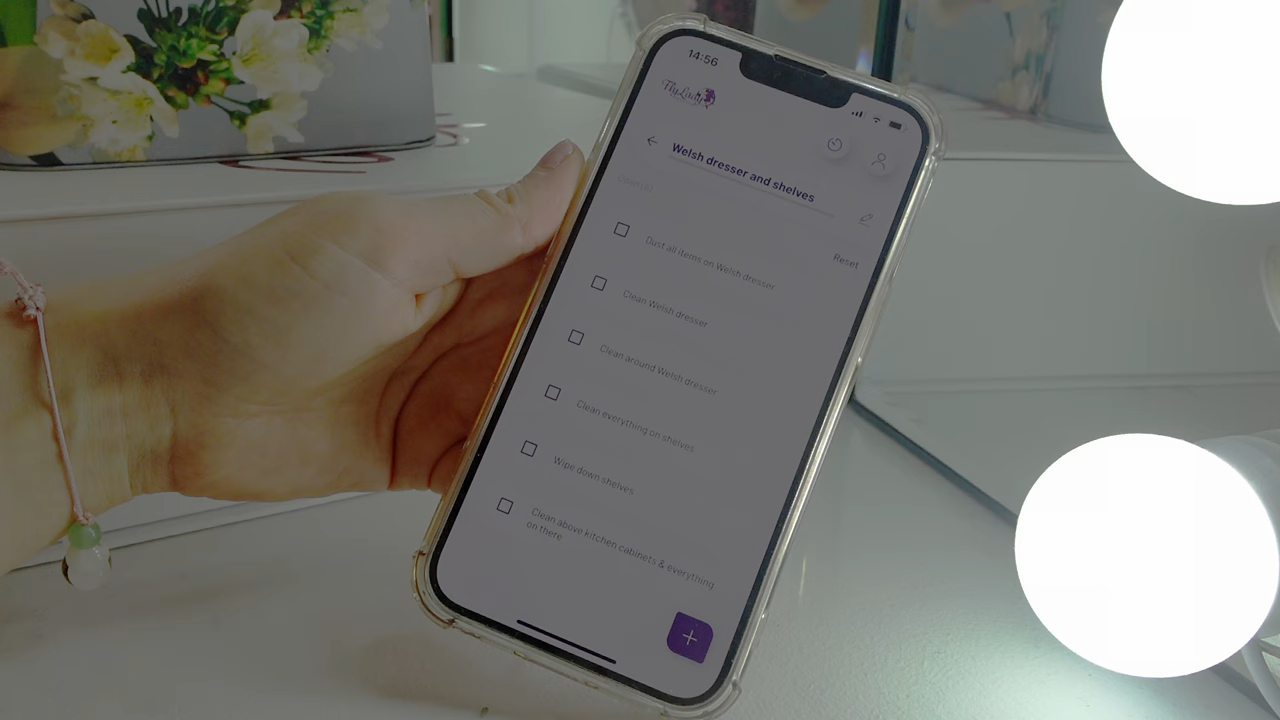 14:56
FlyLady
Welsh dresser and shelves
Reset
Dust all items on Welsh dresser
Clean Welsh dresser
Clean around Welsh dresser
Clean everything on shelves
Wipe down shelves
Clean above kitchen cabinets & everything
on there